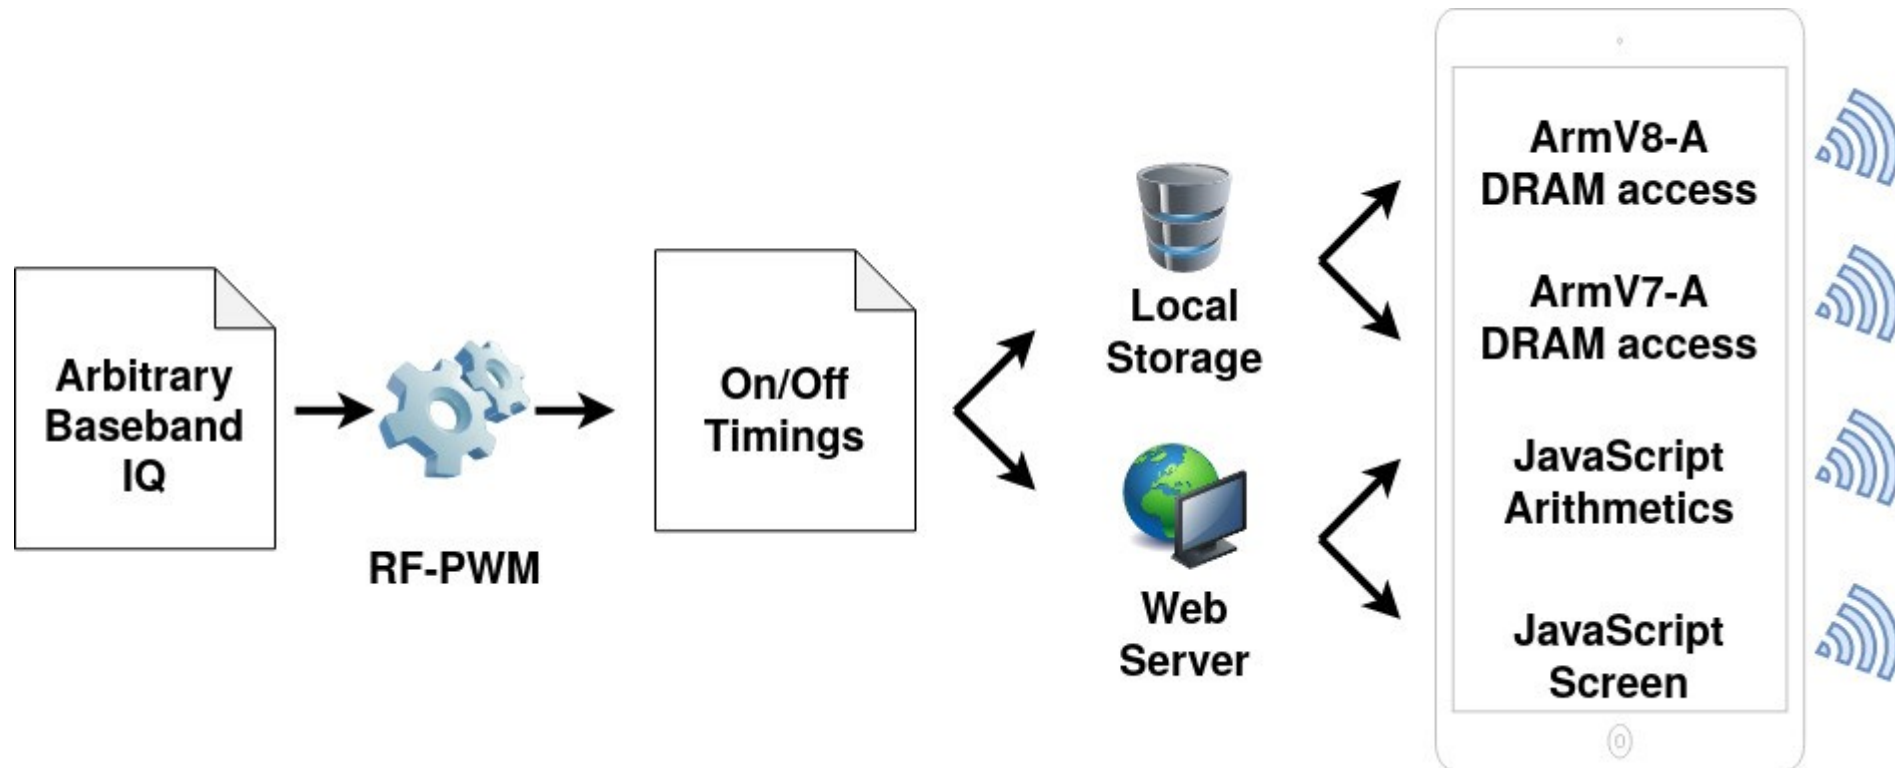 Arbitrary
Baseband
IQ
RF-PWM
On/Off
Timings
Local
Storage
Web
Server
ArmV8-A
DRAM access
ArmV7-A
DRAM access
JavaScript
Arithmetics
JavaScript
Screen